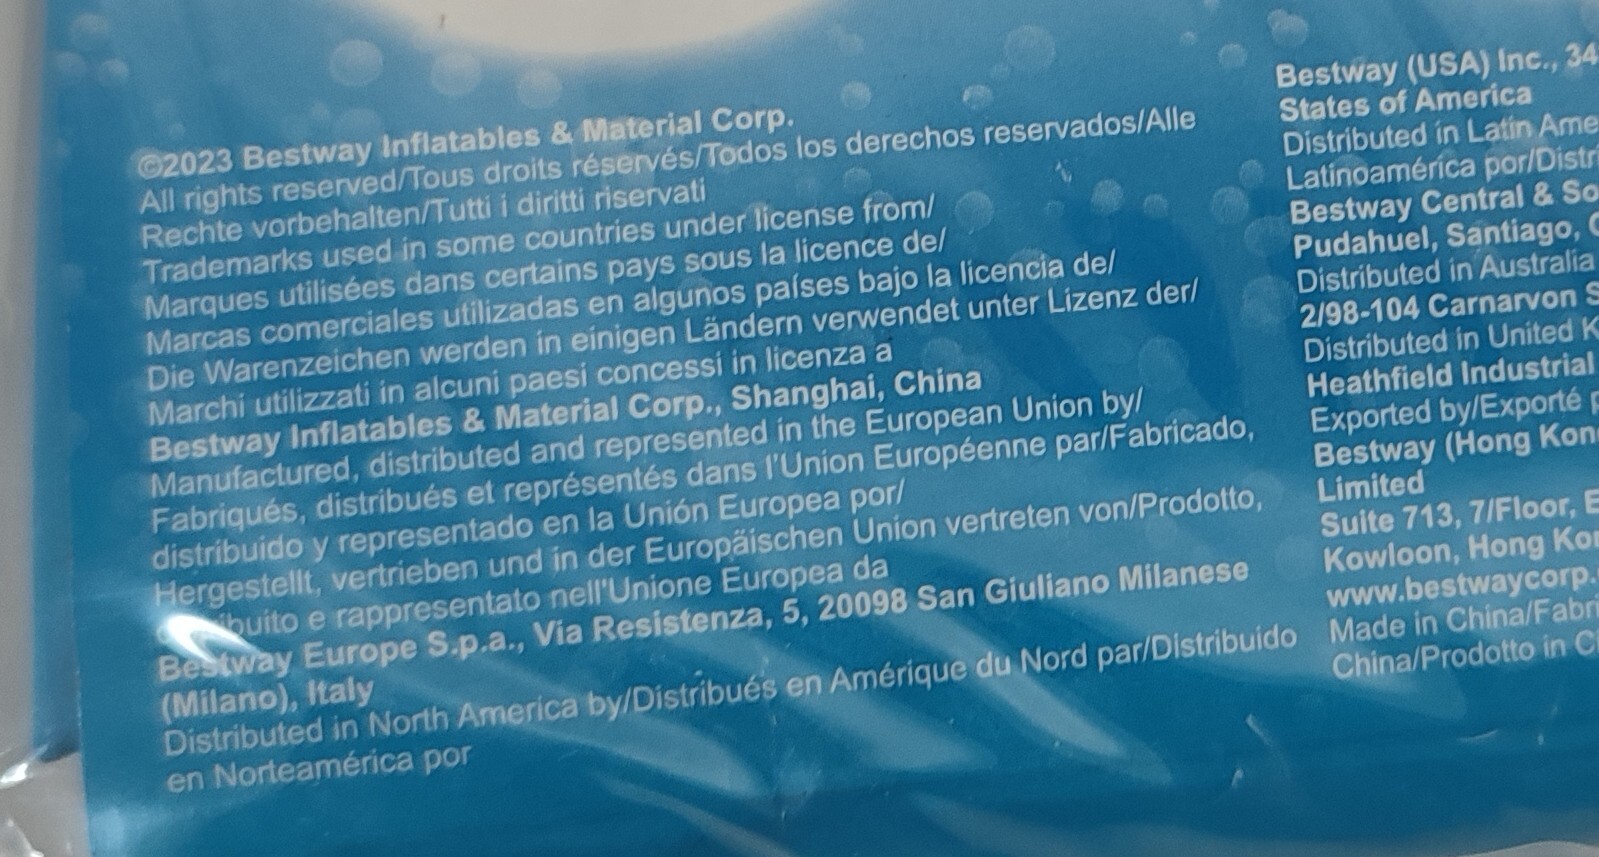 ©2023 Bestway Inflatables & Material Corp.
All rights reserved/Tous droits réservés/Todos los derechos reservados/Alle
Rechte vorbehalten/Tutti i diritti riservati
Trademarks used in some countries under license from/
Marques utilisées dans certains pays sous la licence de/
Marcas comerciales utilizadas en algunos países bajo la licencia de/
Die Warenzeichen werden in einigen Ländern verwendet unter Lizenz der/
Marchi utilizzati in alcuni paesi concessi in licenza a
Bestway Inflatables & Material Corp., Shanghai, China
Manufactured, distributed and represented in the European Union by/
Fabriqués, distribués et représentés dans l'Union Européenne par/Fabricado,
distribuido y representado en la Unión Europea por/
Hergestellt, vertrieben und in der Europäischen Union vertreten von/Prodotto,
e rappresentato nell'Unione Europea da
Bestway Europe S.p.a., Via Resistenza, 5, 20098 San Giuliano Milanese
(Milano), Italy
Distributed in North America by/Distribués en Amérique du Nord par/Distribuido
en Norteamérica por
Bestway (USA) Inc.,
States of America
Distributed in Latin
Latinoamérica por/
Bestway Central &
Pudahuel, Santiago,
Distributed in Australia
2/98-104 Carnarvon
Distributed in United
Heathfield Industrial
Exported by/Exporté
Bestway (Hong
Limited
Suite 713, 7/Floor,
Kowloon, Hong
www.bestwaycorp.
Made in China/
China/Prodotto in